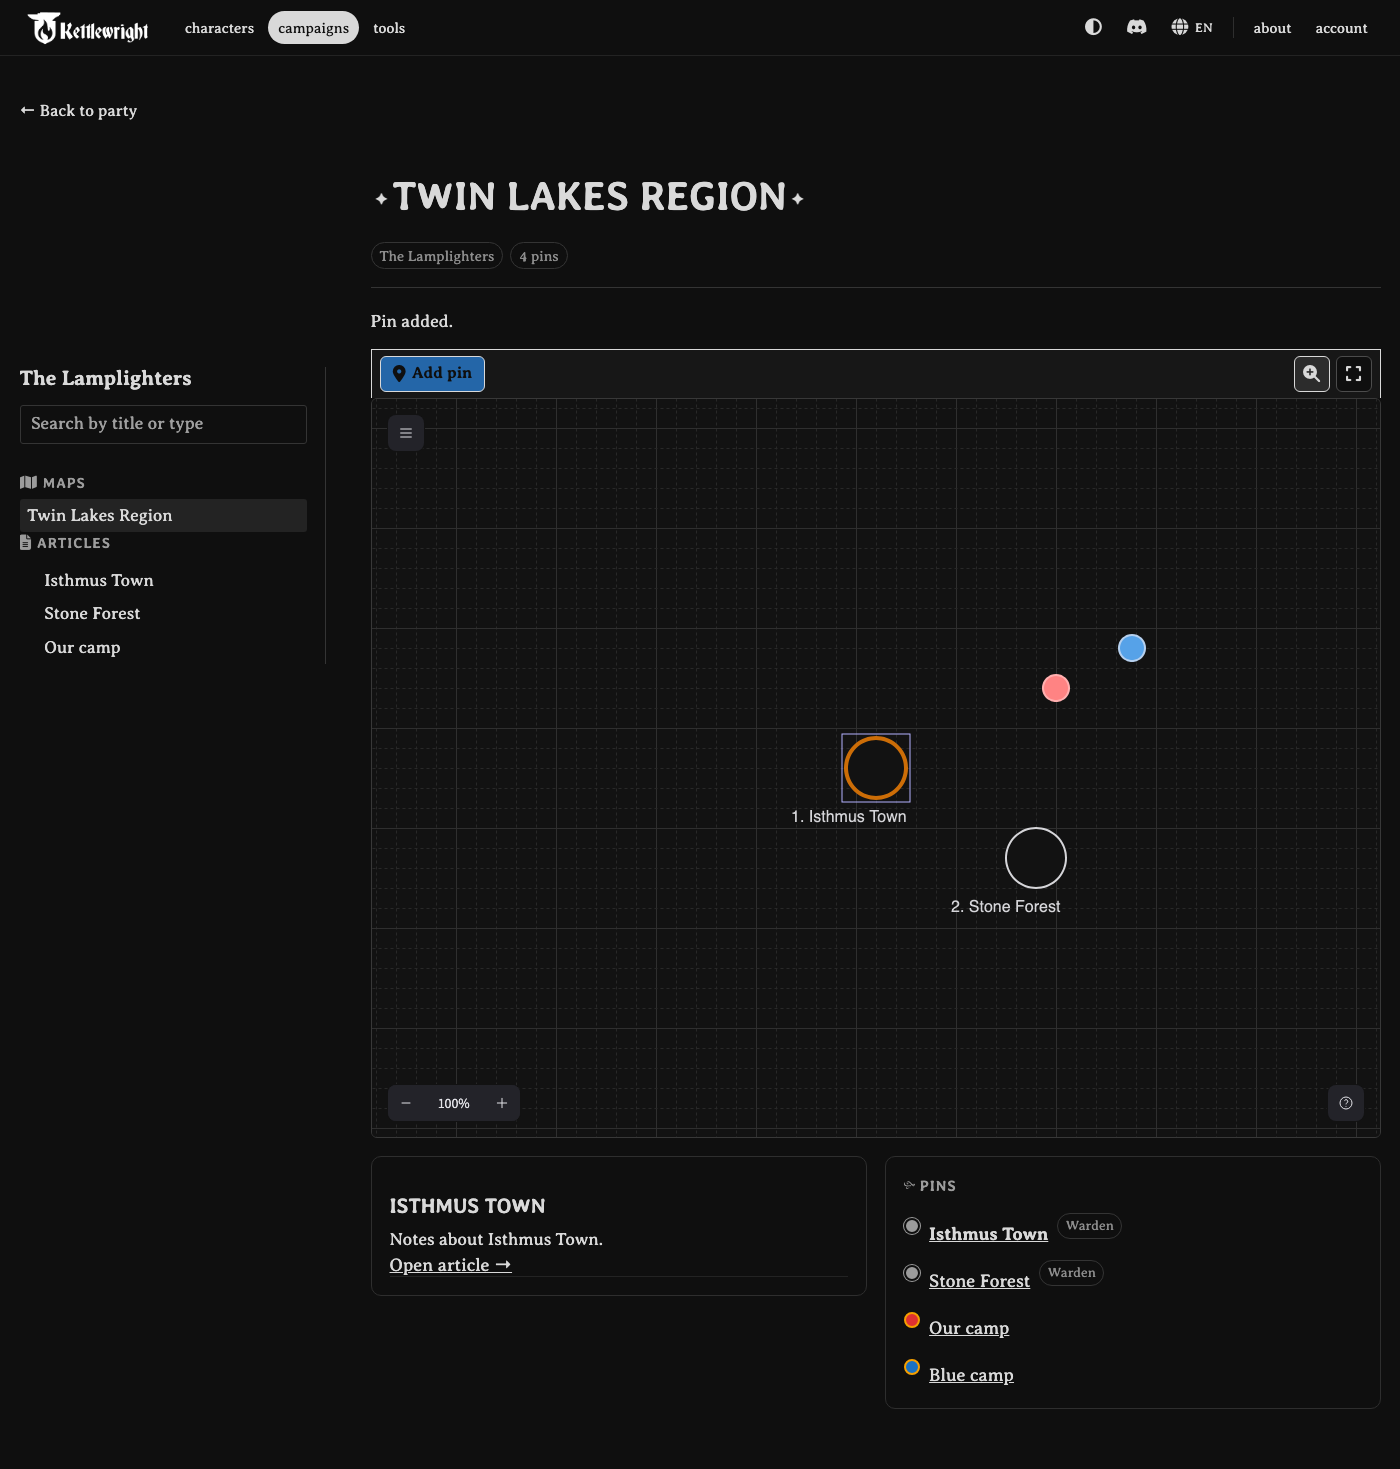 Kettlewright
characters
campaigns
tools
EN
about
account
← Back to party
TWIN LAKES REGION
The Lamplighters
4 pins
Pin added.
Add pin
The Lamplighters
Search by title or type
MAPS
Twin Lakes Region
ARTICLES
Isthmus Town
Stone Forest
Our camp
1. Isthmus Town
2. Stone Forest
100%
ISTHMUS TOWN
Notes about Isthmus Town.
Open article →
PINS
Isthmus Town
Warden
Stone Forest
Warden
Our camp
Blue camp